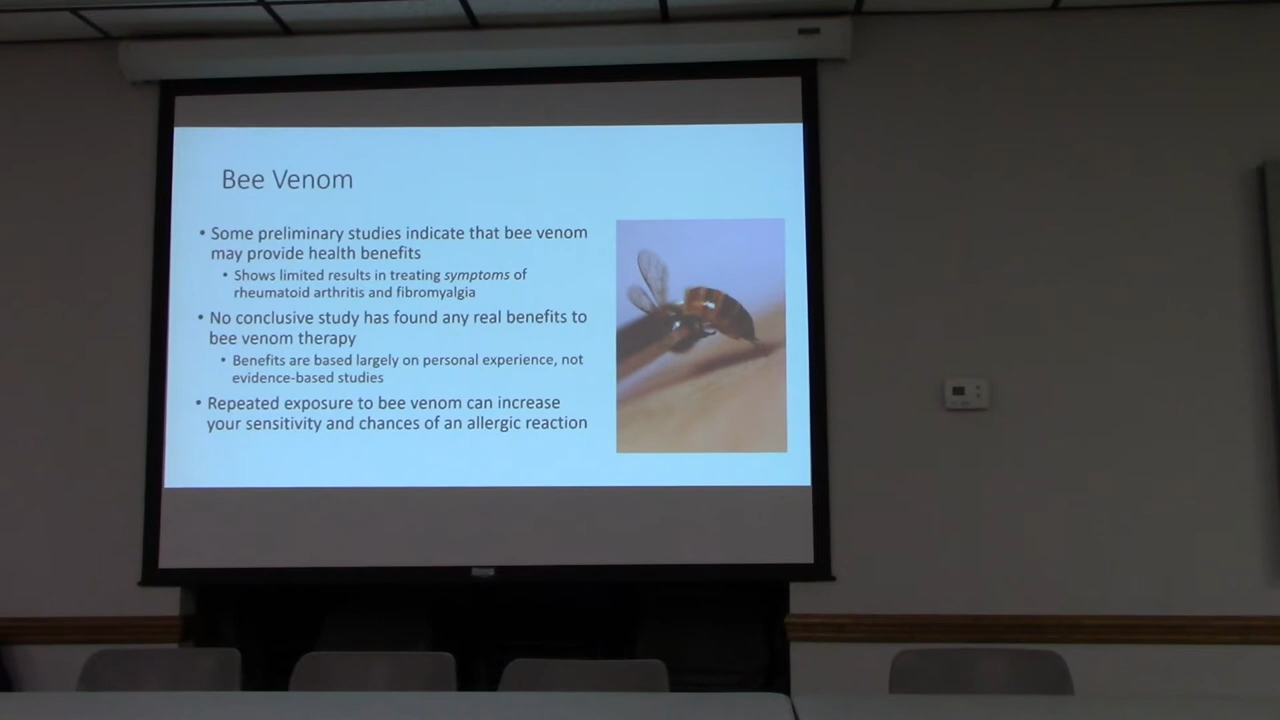 Bee Venom
• Some preliminary studies indicate that bee venom
may provide health benefits
• Shows limited results in treating symptoms of
rheumatoid arthritis and fibromyalgia
• No conclusive study has found any real benefits to
bee venom therapy
• Benefits are based largely on personal experience, not
evidence-based studies
• Repeated exposure to bee venom can increase
your sensitivity and chances of an allergic reaction